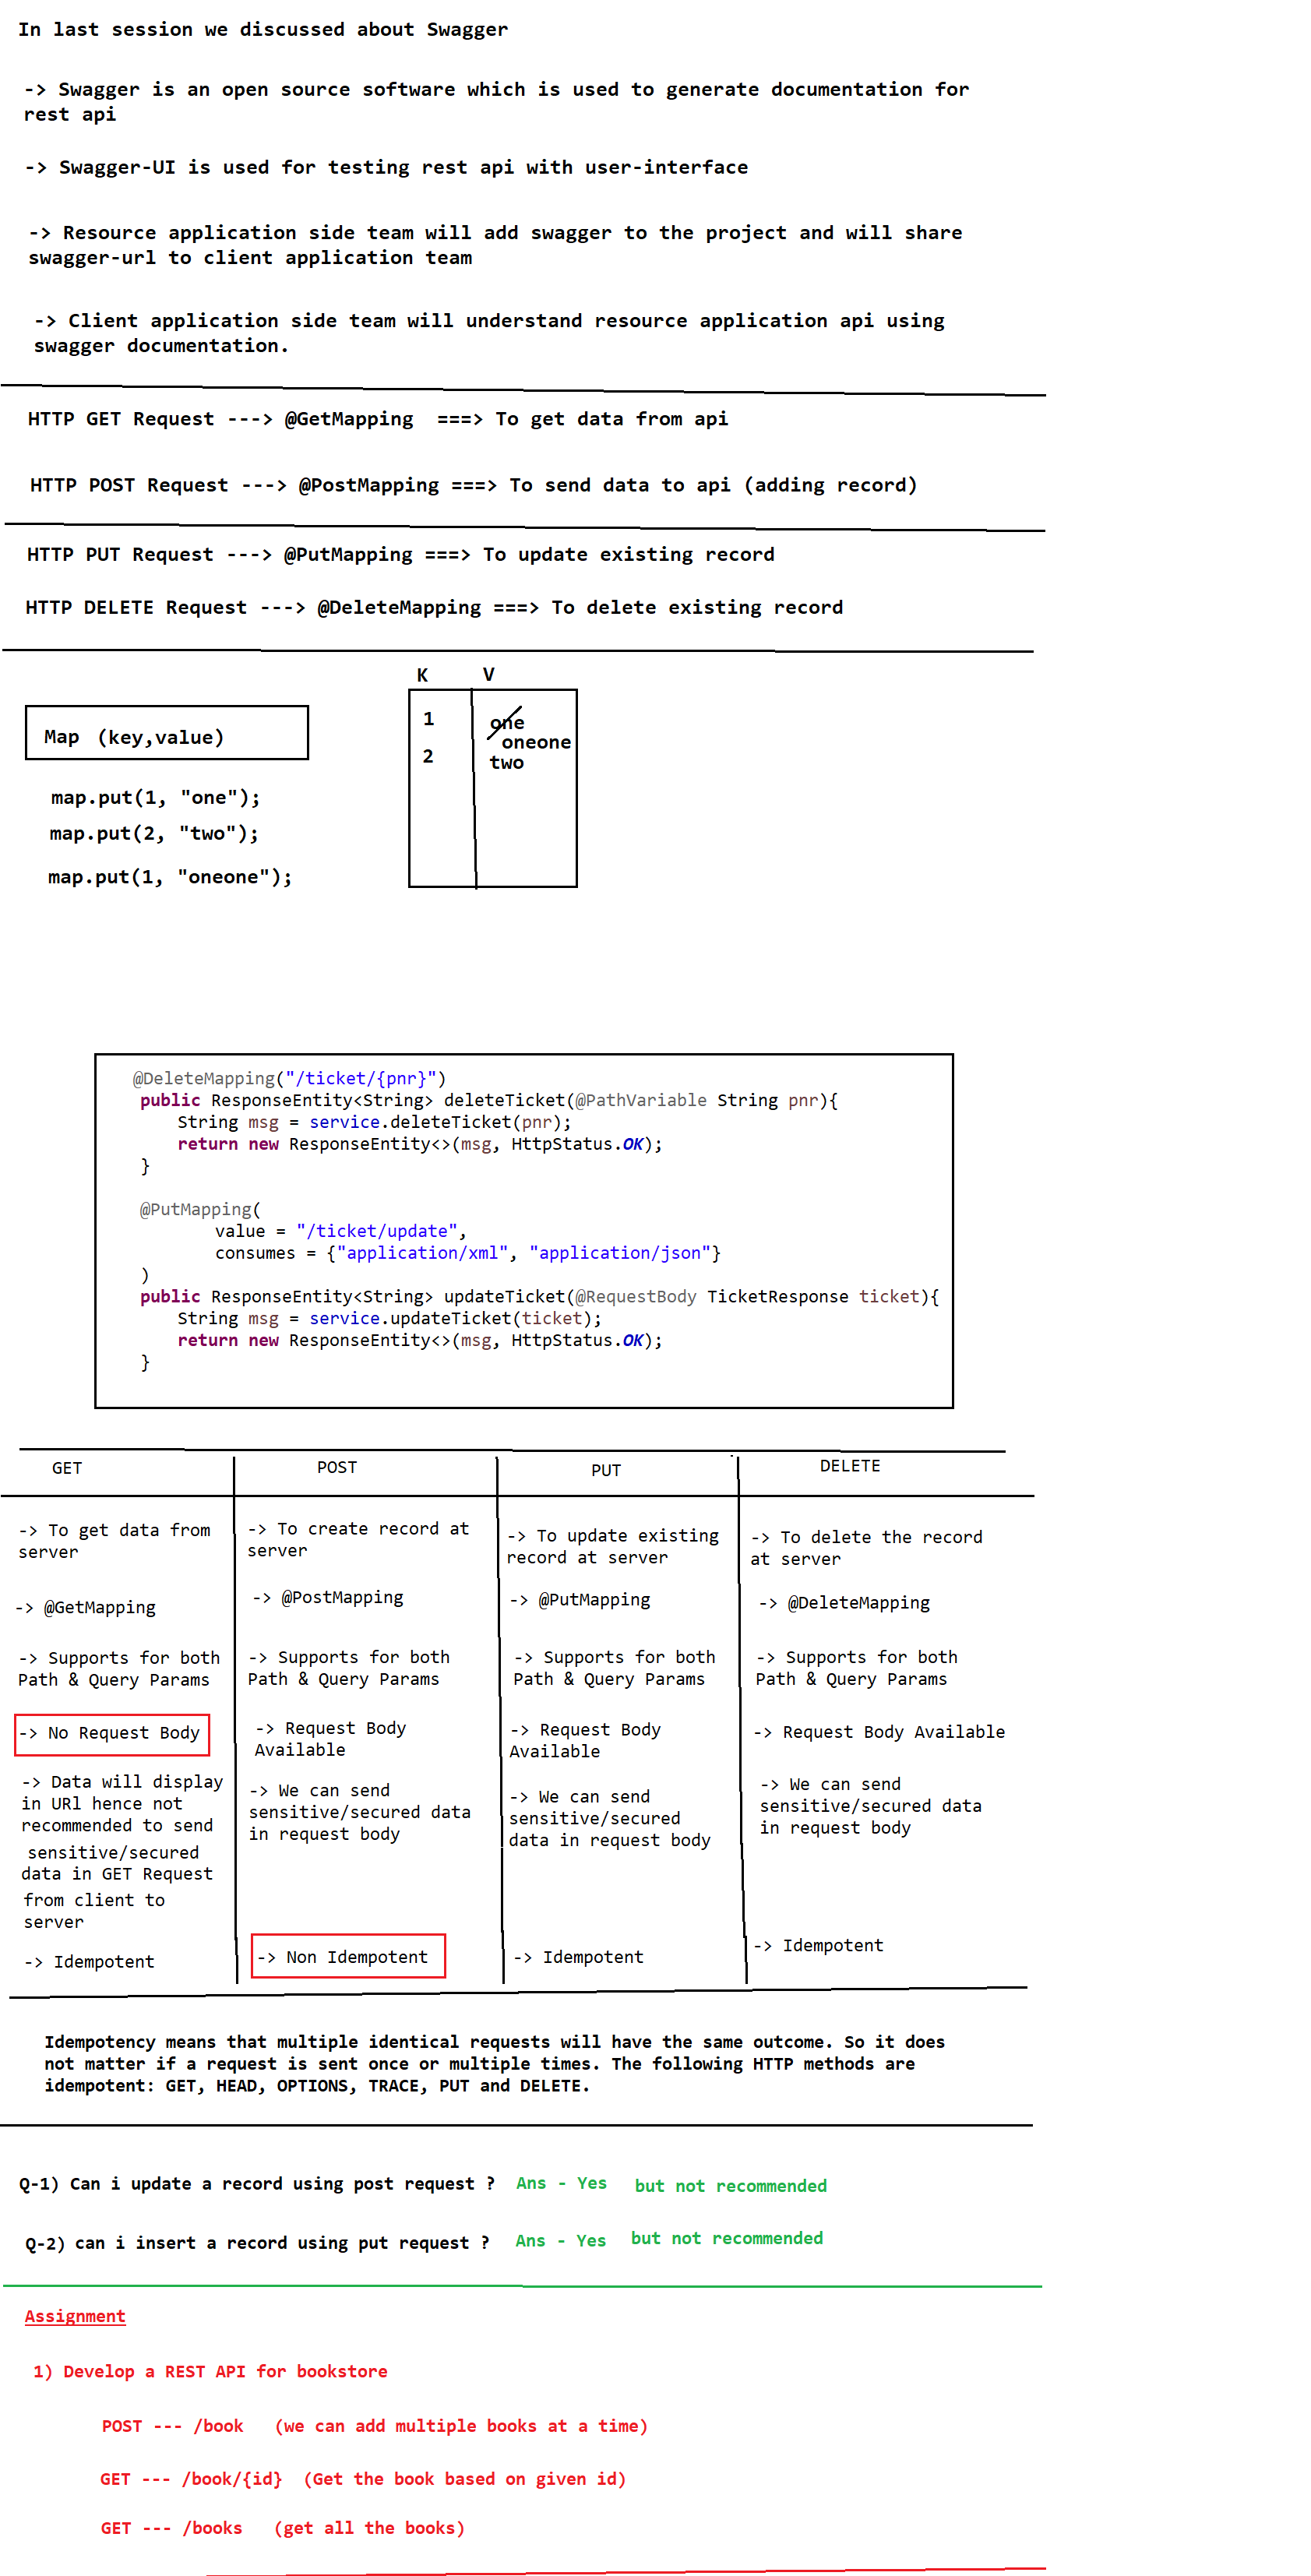 In last session we discussed about Swagger
-> Swagger is an open source software which is used to generate documentation for
rest api
-> Swagger-UI is used for testing rest api with user-interface
-> Resource application side team will add swagger to the project and will share
swagger-url to client application team
-> Client application side team will understand resource application api using
swagger documentation.
HTTP GET Request ---> @GetMapping ===> To get data from api
HTTP POST Request ---> @PostMapping ===> To send data to api (adding record)
HTTP PUT Request ---> @PutMapping ===> To update existing record
HTTP DELETE Request ---> @DeleteMapping ===> To delete existing record
Map (key,value)
map.put(1, "one");
map.put(2, "two");
map.put(1, "oneone");
K V
1 one
oneone
2 two
@DeleteMapping("/ticket/{pnr}")
public ResponseEntity<String> deleteTicket(@PathVariable String pnr){
String msg = service.deleteTicket(pnr);
return new ResponseEntity<>(msg, HttpStatus.OK);
}
@PutMapping(
value = "/ticket/update",
consumes = {"application/xml", "application/json"}
)
public ResponseEntity<String> updateTicket(@RequestBody TicketResponse ticket){
String msg = service.updateTicket(ticket);
return new ResponseEntity<>(msg, HttpStatus.OK);
}
GET
-> To get data from
server
-> @GetMapping
-> Supports for both
Path & Query Params
-> No Request Body
-> Data will display
in URl hence not
recommended to send
sensitive/secured
data in GET Request
from client to
server
-> Idempotent
POST
-> To create record at
server
-> @PostMapping
-> Supports for both
Path & Query Params
-> Request Body
Available
-> We can send
sensitive/secured data
in request body
-> Non Idempotent
PUT
-> To update existing
record at server
-> @PutMapping
-> Supports for both
Path & Query Params
-> Request Body
Available
-> We can send
sensitive/secured
data in request body
-> Idempotent
DELETE
-> To delete the record
at server
-> @DeleteMapping
-> Supports for both
Path & Query Params
-> Request Body Available
-> We can send
sensitive/secured data
in request body
-> Idempotent
Idempotency means that multiple identical requests will have the same outcome. So it does
not matter if a request is sent once or multiple times. The following HTTP methods are
idempotent: GET, HEAD, OPTIONS, TRACE, PUT and DELETE.
Q-1) Can i update a record using post request ? Ans - Yes but not recommended
Q-2) can i insert a record using put request ? Ans - Yes but not recommended
Assignment
1) Develop a REST API for bookstore
POST --- /book (we can add multiple books at a time)
GET --- /book/{id} (Get the book based on given id)
GET --- /books (get all the books)